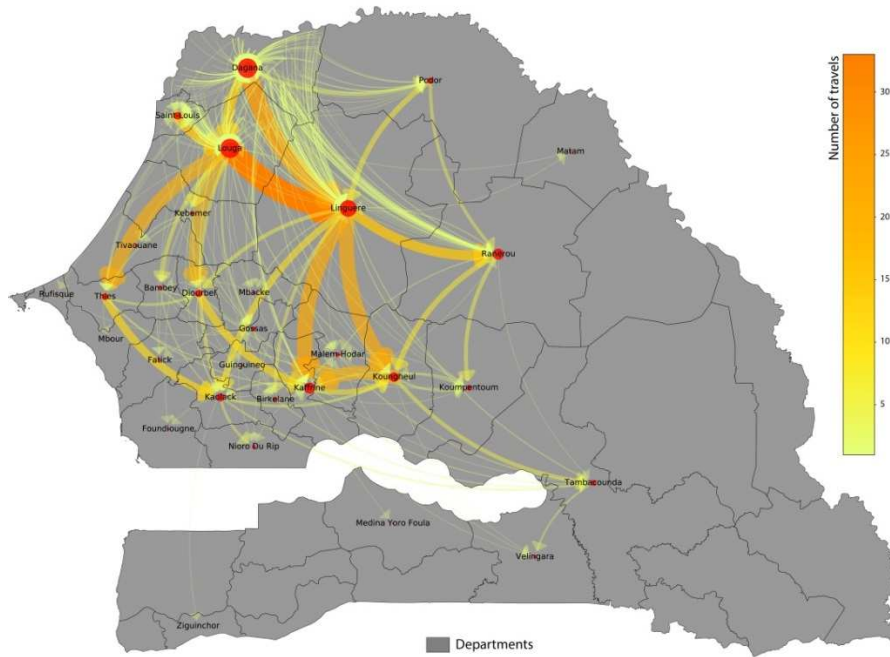 Dagana
Podor
Saint-Louis
Louga
Matam
Linguere
Kebemer
Tivaouane
Ranerou
Rufisque
Thies
Bambey
Diourbel
Mbacke
Mbour
Gossas
Fatick
Guinguineo
Malem-Hodar
Koungheul
Kaolack
Birkelane
Kaffrine
Koumpentoum
Foundiougne
Nioro Du Rip
Tambacounda
Medina Yoro Foula
Velingara
Ziguinchor
Departments
Number of travels
30
25
20
15
10
5